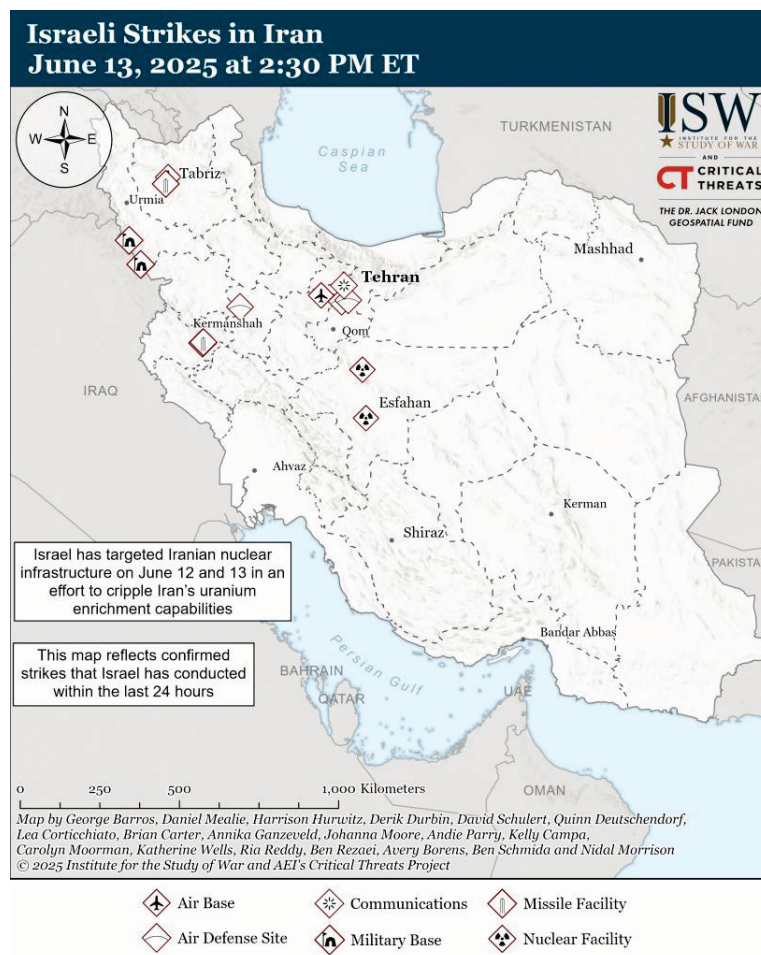 Israeli Strikes in Iran
June 13, 2025 at 2:30 PM ET
N
W
E
S
ISW
INSTITUTE FOR THE
STUDY OF WAR
AND
CT CRITICAL
THREATS
THE DR. JACK LONDON
GEOSPATIAL FUND
TURKMENISTAN
Caspian
Sea
Tabriz
Urmia
Mashhad
Tehran
Kermanshah
Qom
IRAQ
AFGHANISTA
Esfahan
Ahvaz
Kerman
Shiraz
PAKISTA
Israel has targeted Iranian nuclear
infrastructure on June 12 and 13 in an
effort to cripple Iran's uranium
enrichment capabilities
Bandar Abbas
This map reflects confirmed
strikes that Israel has conducted
within the last 24 hours
Persian Gulf
BAHRAIN
QATAR
UAE
OMAN
0 250 500 1,000 Kilometers
Map by George Barros, Daniel Mealie, Harrison Hurwitz, Derik Durbin, David Schulert, Quinn Deutschendorf,
Lea Corticchiato, Brian Carter, Annika Ganzeveld, Johanna Moore, Andie Parry, Kelly Campa,
Carolyn Moorman, Katherine Wells, Ria Reddy, Ben Rezaei, Avery Borens, Ben Schmida and Nidal Morrison
© 2025 Institute for the Study of War and AEI's Critical Threats Project
Air Base
Communications
Missile Facility
Air Defense Site
Military Base
Nuclear Facility